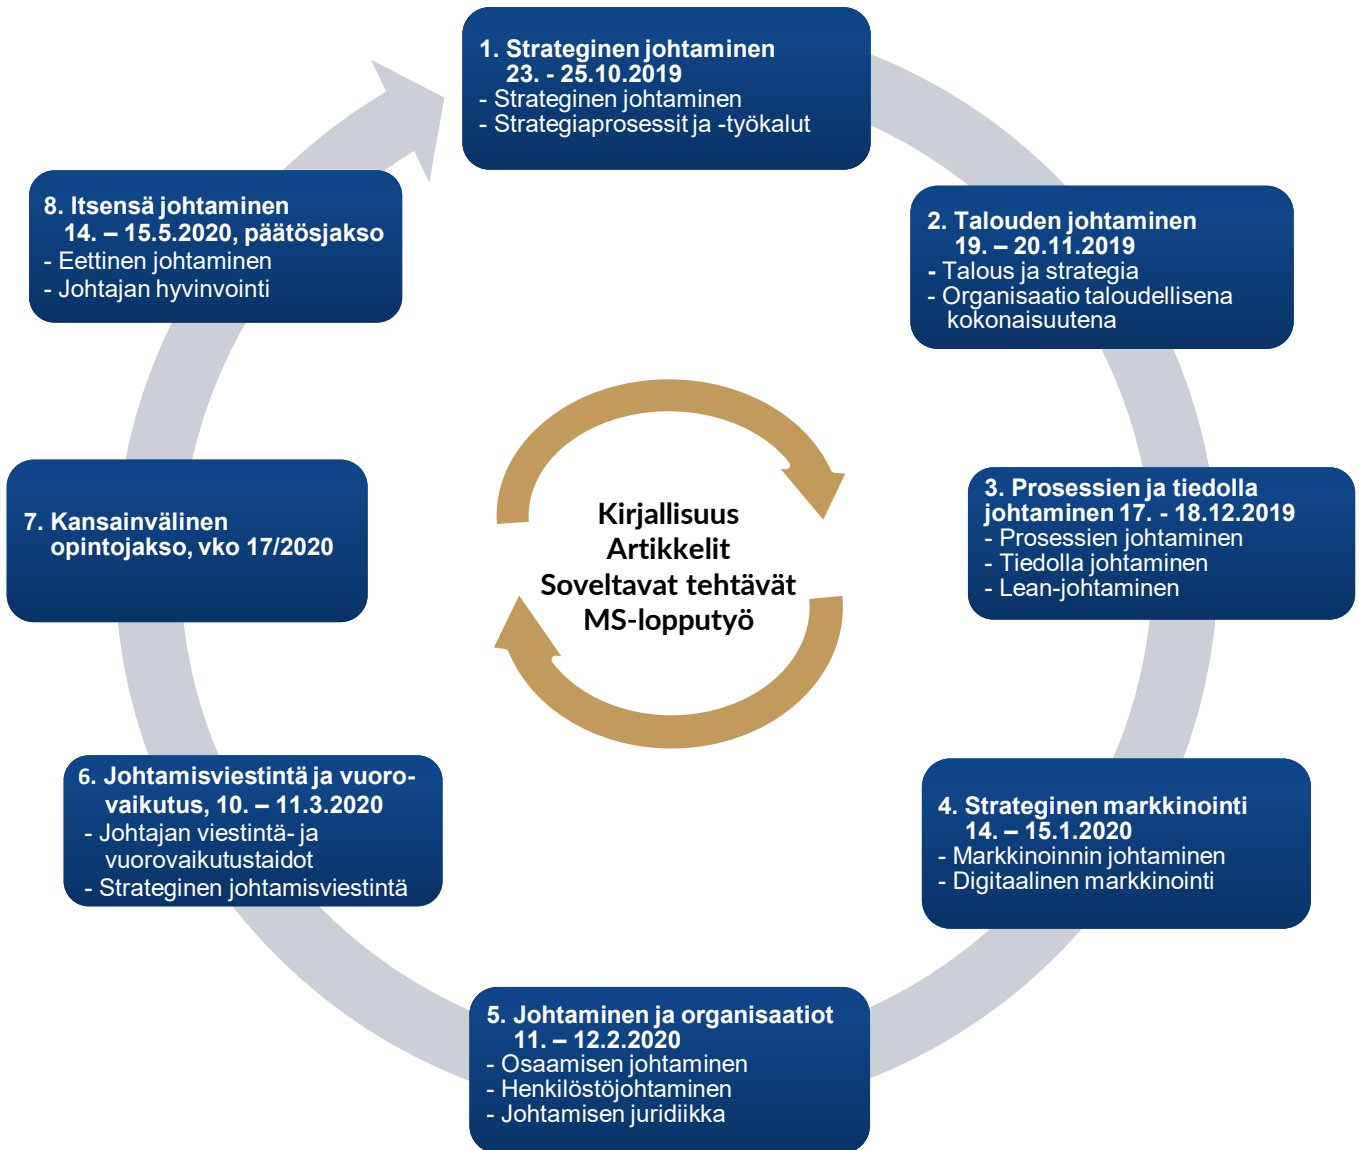 1. Strateginen johtaminen
23. - 25.10.2019
- Strateginen johtaminen
- Strategiaprosessit ja -työkalut
2. Talouden johtaminen
19. – 20.11.2019
- Talous ja strategia
- Organisaatio taloudellisena
kokonaisuutena
3. Prosessien ja tiedolla
johtaminen 17. - 18.12.2019
- Prosessien johtaminen
- Tiedolla johtaminen
- Lean-johtaminen
4. Strateginen markkinointi
14. – 15.1.2020
- Markkinoinnin johtaminen
- Digitaalinen markkinointi
5. Johtaminen ja organisaatiot
11. – 12.2.2020
- Osaamisen johtaminen
- Henkilöstöjohtaminen
- Johtamisen juridiikka
6. Johtamisviestintä ja vuoro-
vaikutus, 10. – 11.3.2020
- Johtajan viestintä- ja
vuorovaikutustaidot
- Strateginen johtamisviestintä
7. Kansainvälinen
opintojakso, vko 17/2020
8. Itsensä johtaminen
14. – 15.5.2020, päätösjakso
- Eettinen johtaminen
- Johtajan hyvinvointi
Kirjallisuus
Artikkelit
Soveltavat tehtävät
MS-lopputyö